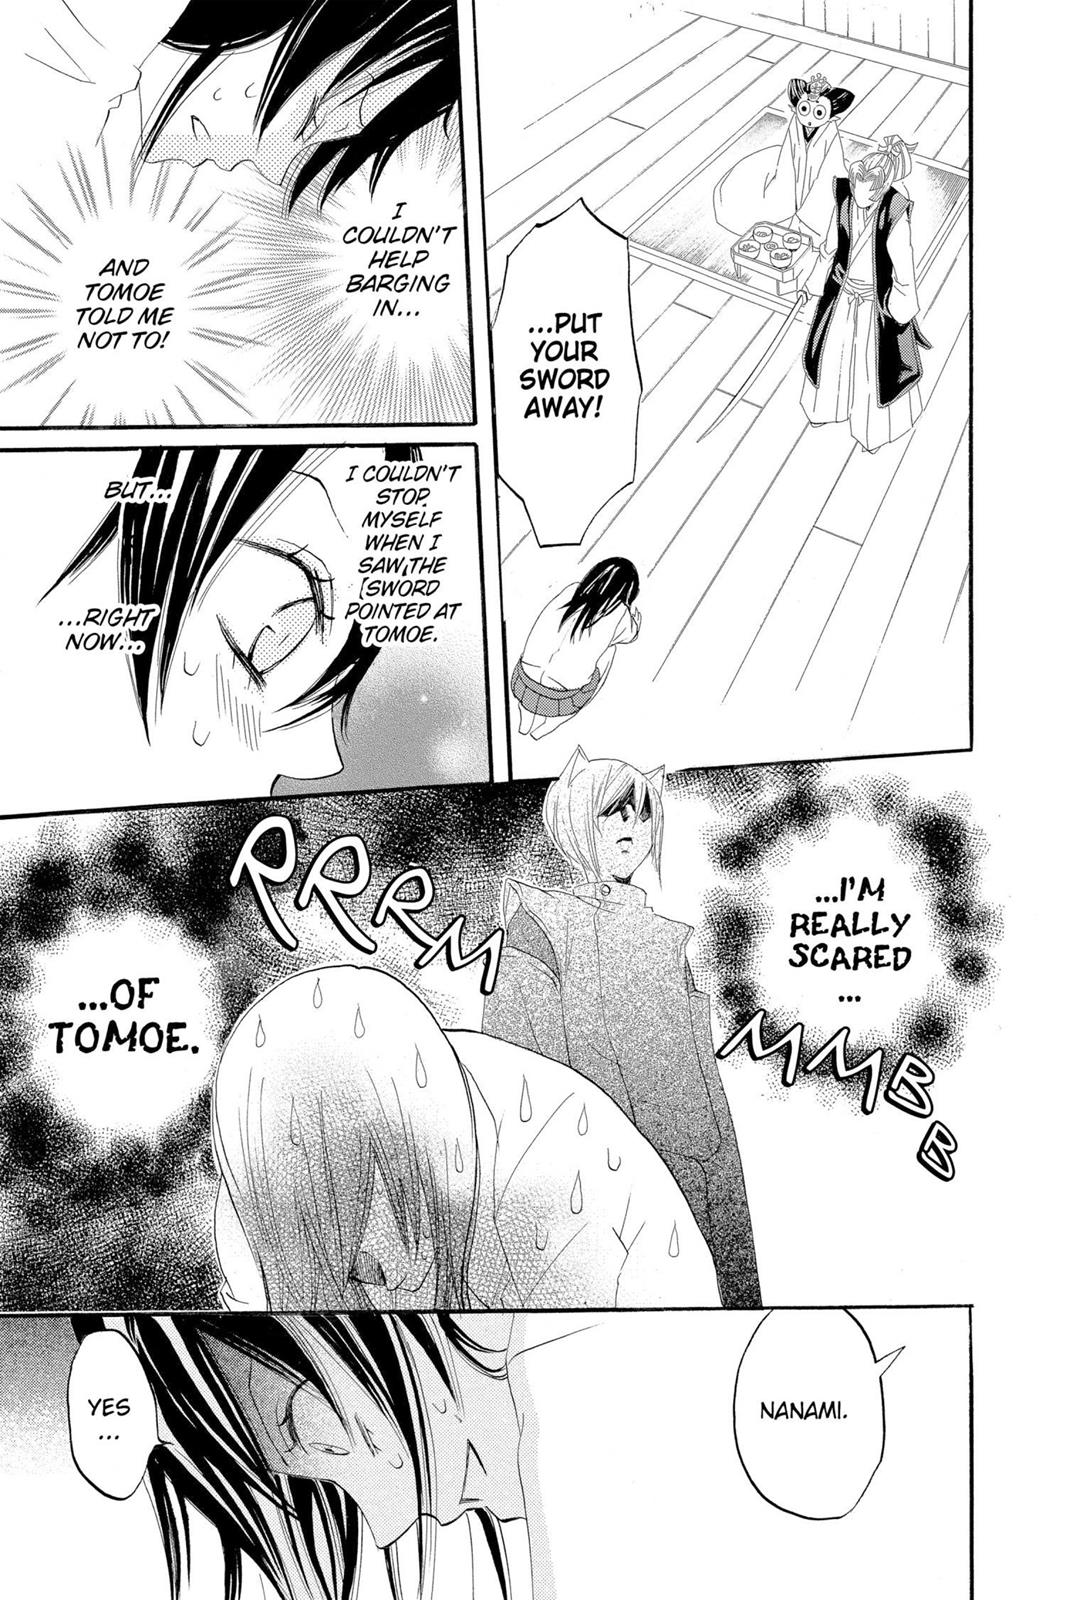 ...PUT
YOUR
SWORD
AWAY!
I
COULDN'T
HELP
BARGING
IN...
AND
TOMOE
TOLD ME
NOT TO!
I COULDN'T
STOP
MYSELF
WHEN I
SAW THE
SWORD
POINTED AT
TOMOE.
BUT...
...RIGHT
NOW...
...I'M
REALLY
SCARED
...
RRRM
MMBB
B
...OF
TOMOE.
NANAMI.
YES
...